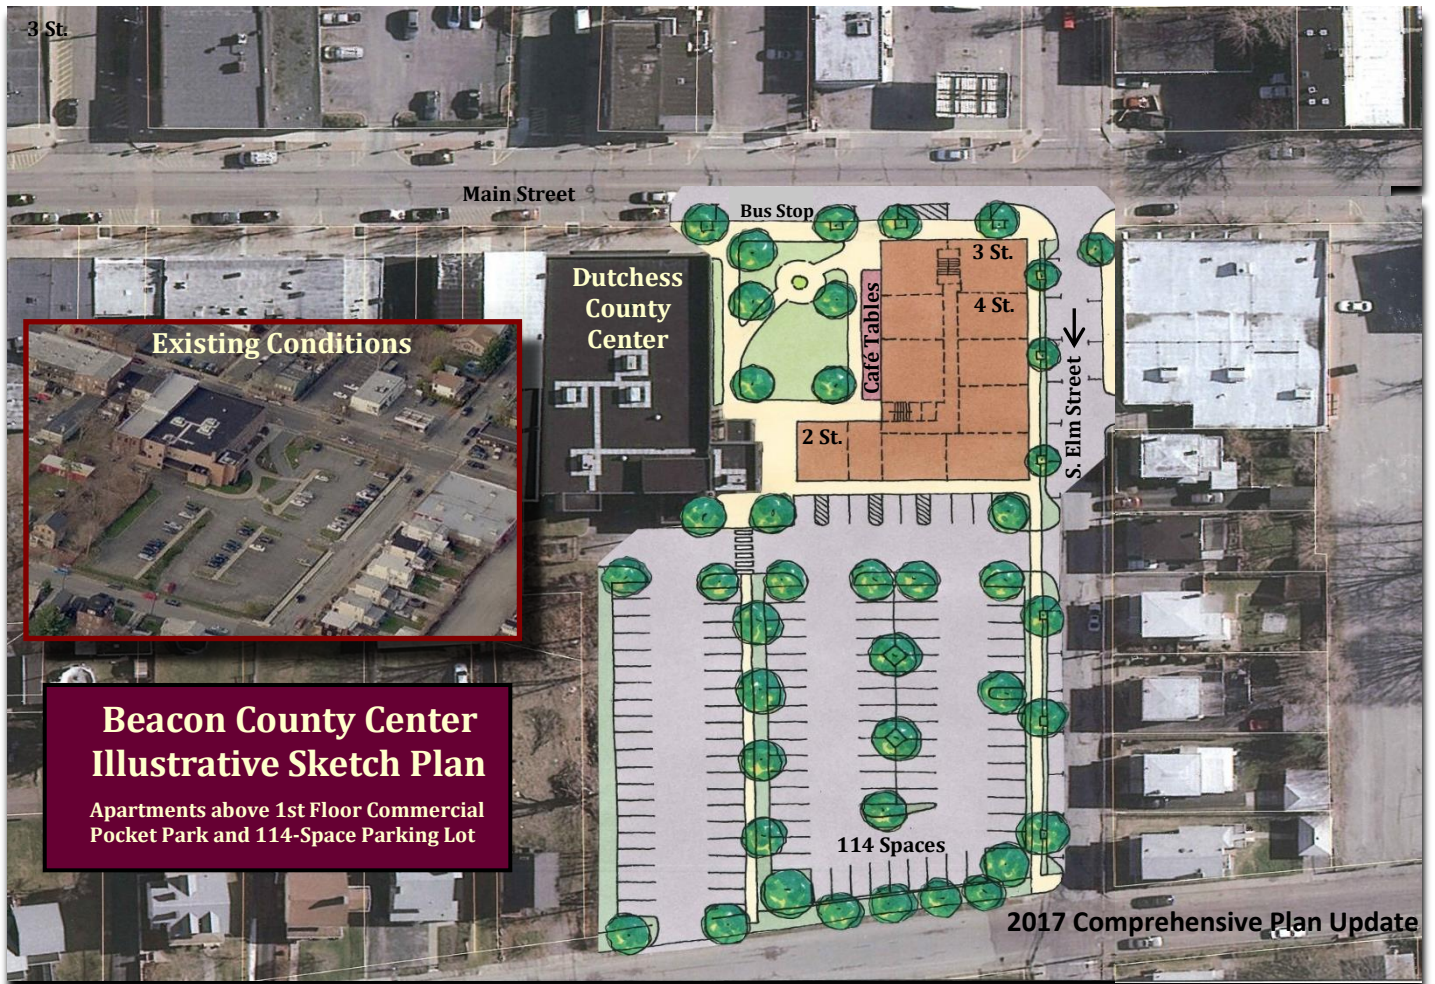 3 St.
Main Street
Bus Stop
Dutchess
County
Center
3 St.
4 St.
Café Tables
S. Elm Street
2 St.
Existing Conditions
Beacon County Center
Illustrative Sketch Plan
Apartments above 1st Floor Commercial
Pocket Park and 114-Space Parking Lot
114 Spaces
2017 Comprehensive Plan Update